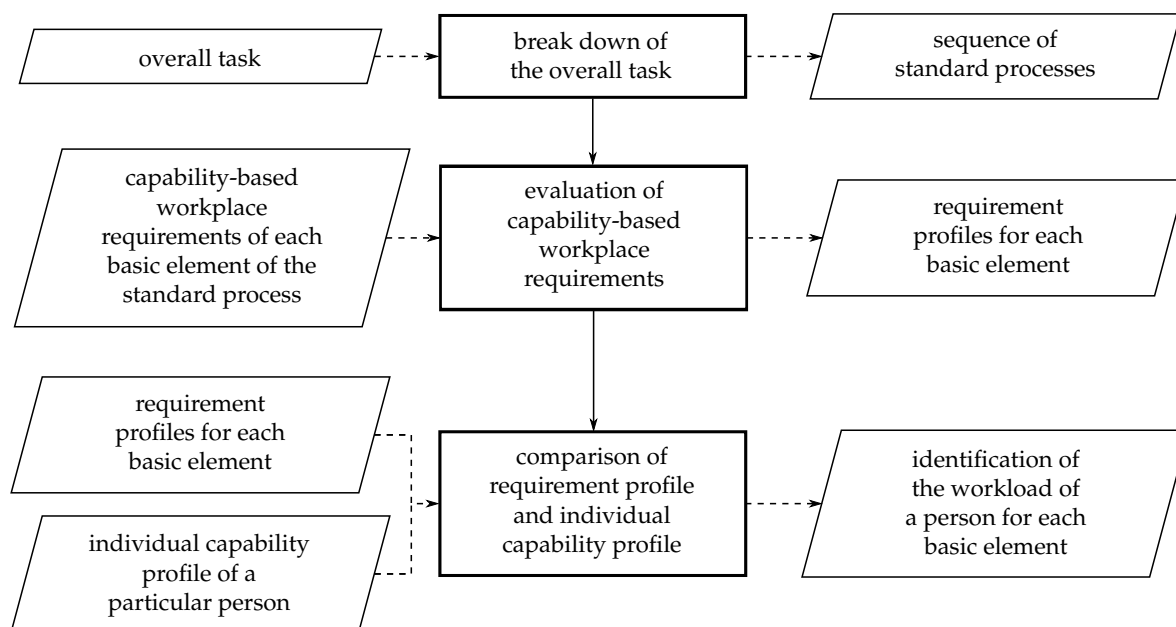 overall task
break down of
the overall task
sequence of
standard processes
capability-based
workplace
requirements of each
basic element of the
standard process
evaluation of
capability-based
workplace
requirements
requirement
profiles for each
basic element
requirement
profiles for each
basic element
individual capability
profile of a
particular person
comparison of
requirement profile
and individual
capability profile
identification of
the workload of
a person for each
basic element